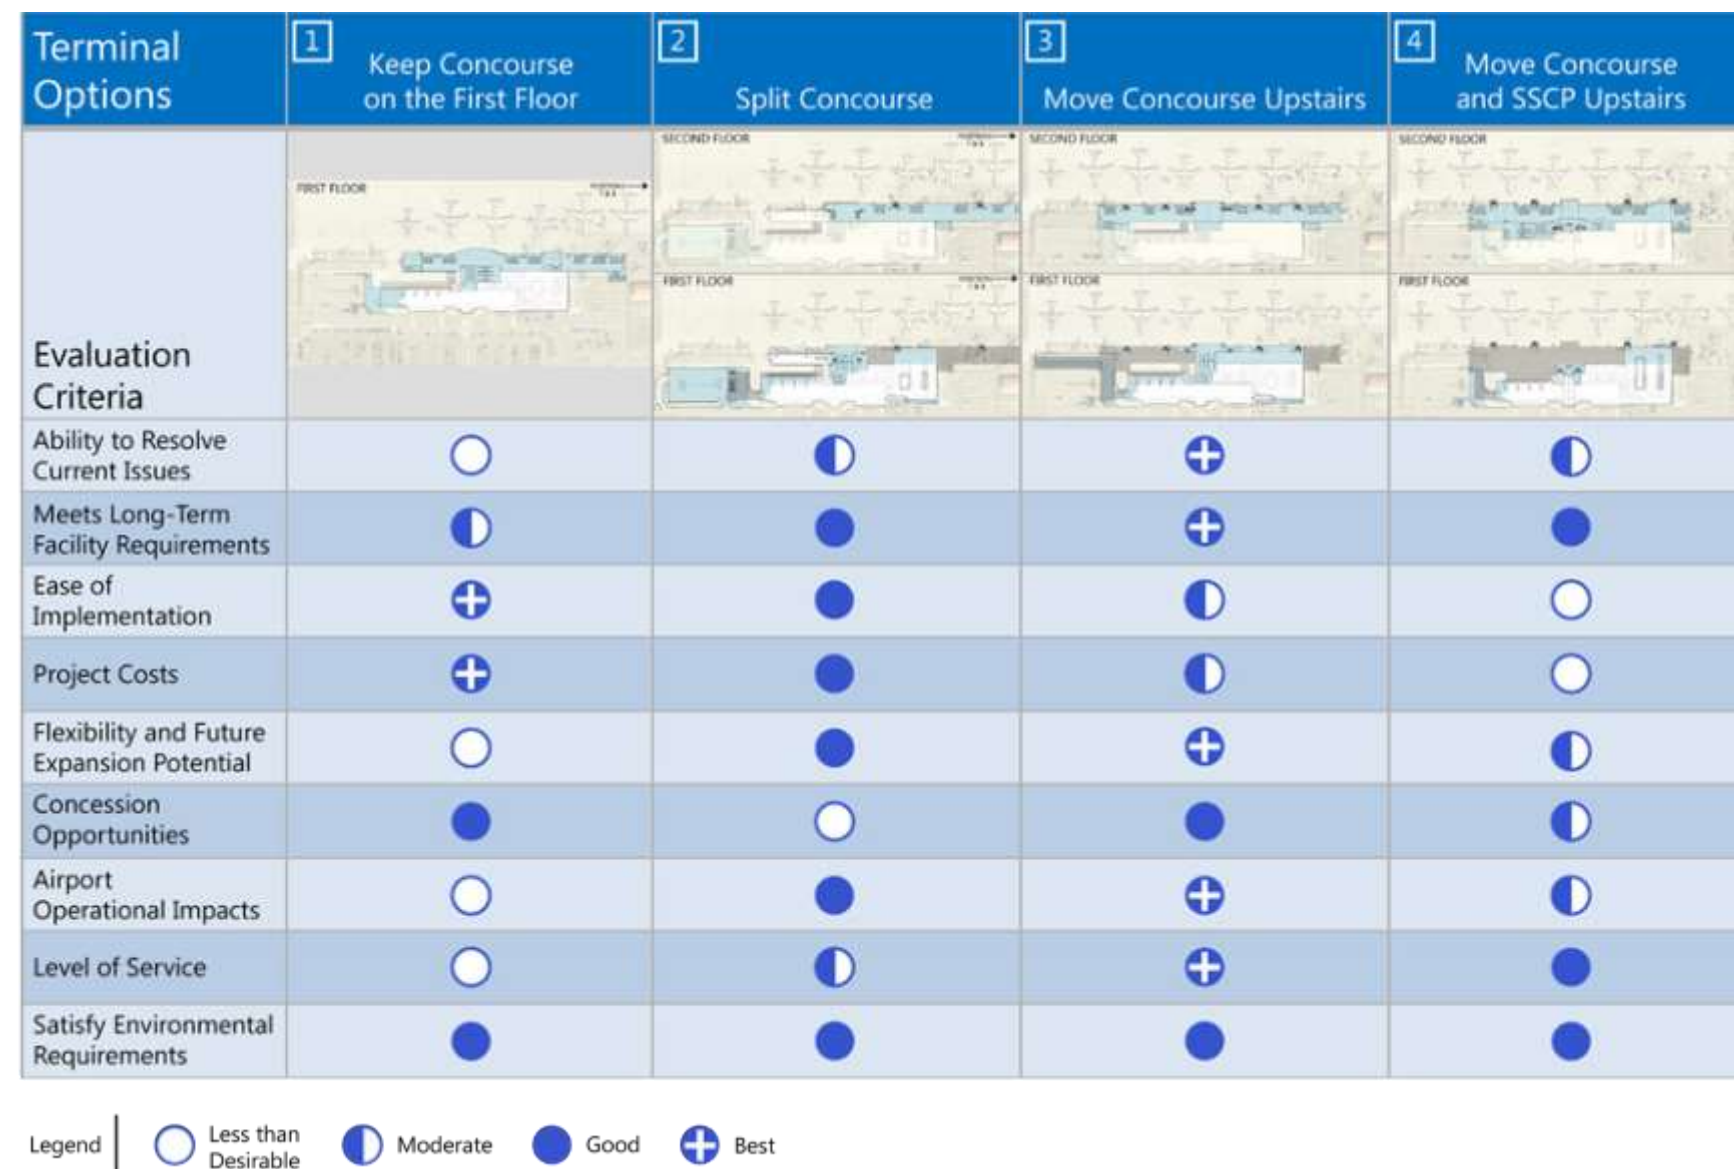 Terminal
Options
1
Keep Concourse
on the First Floor
2
Split Concourse
3
Move Concourse Upstairs
4
Move Concourse
and SSCP Upstairs
Evaluation
Criteria
FIRST FLOOR
SECOND FLOOR
FIRST FLOOR
SECOND FLOOR
FIRST FLOOR
SECOND FLOOR
FIRST FLOOR
Ability to Resolve
Current Issues
Meets Long-Term
Facility Requirements
Ease of
Implementation
Project Costs
Flexibility and Future
Expansion Potential
Concession
Opportunities
Airport
Operational Impacts
Level of Service
Satisfy Environmental
Requirements
Legend
Less than
Desirable
Moderate
Good
Best